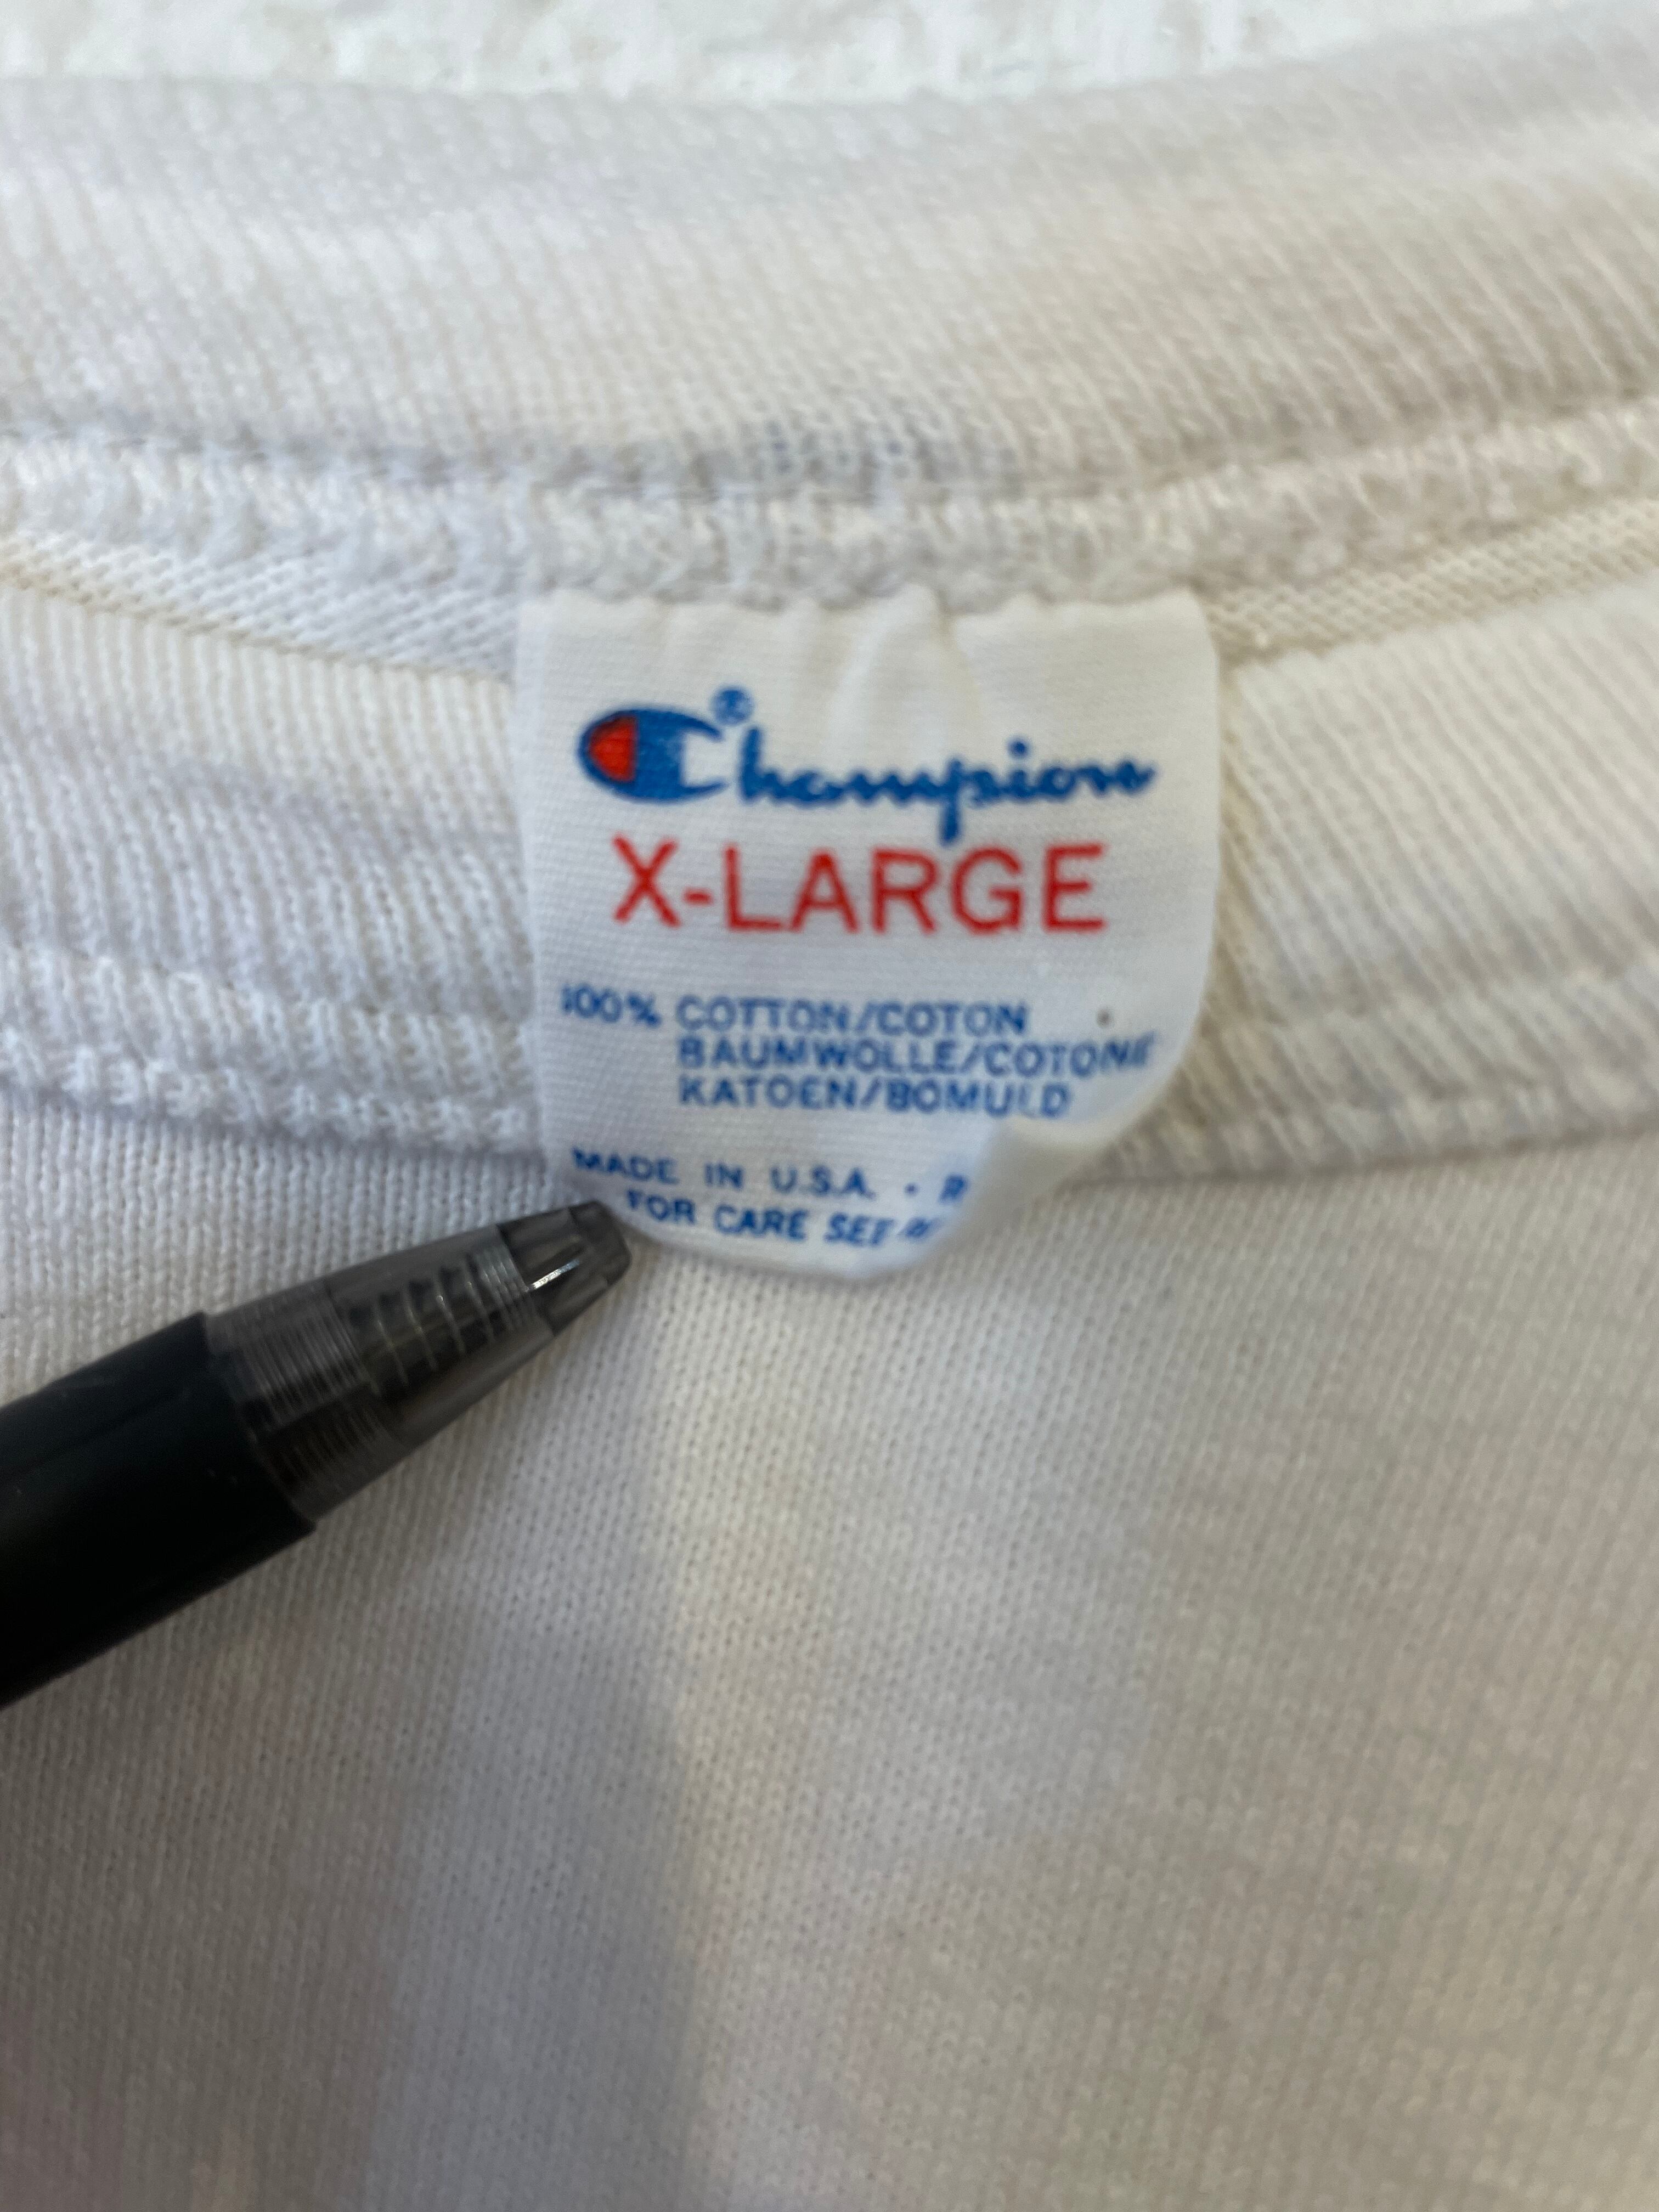 Champion®
X-LARGE
100% COTTON/COTON
BAUMWOLLE/COTONE
KATOEN/BOMULD
MADE IN U.S.A. • R
FOR CARE SEE